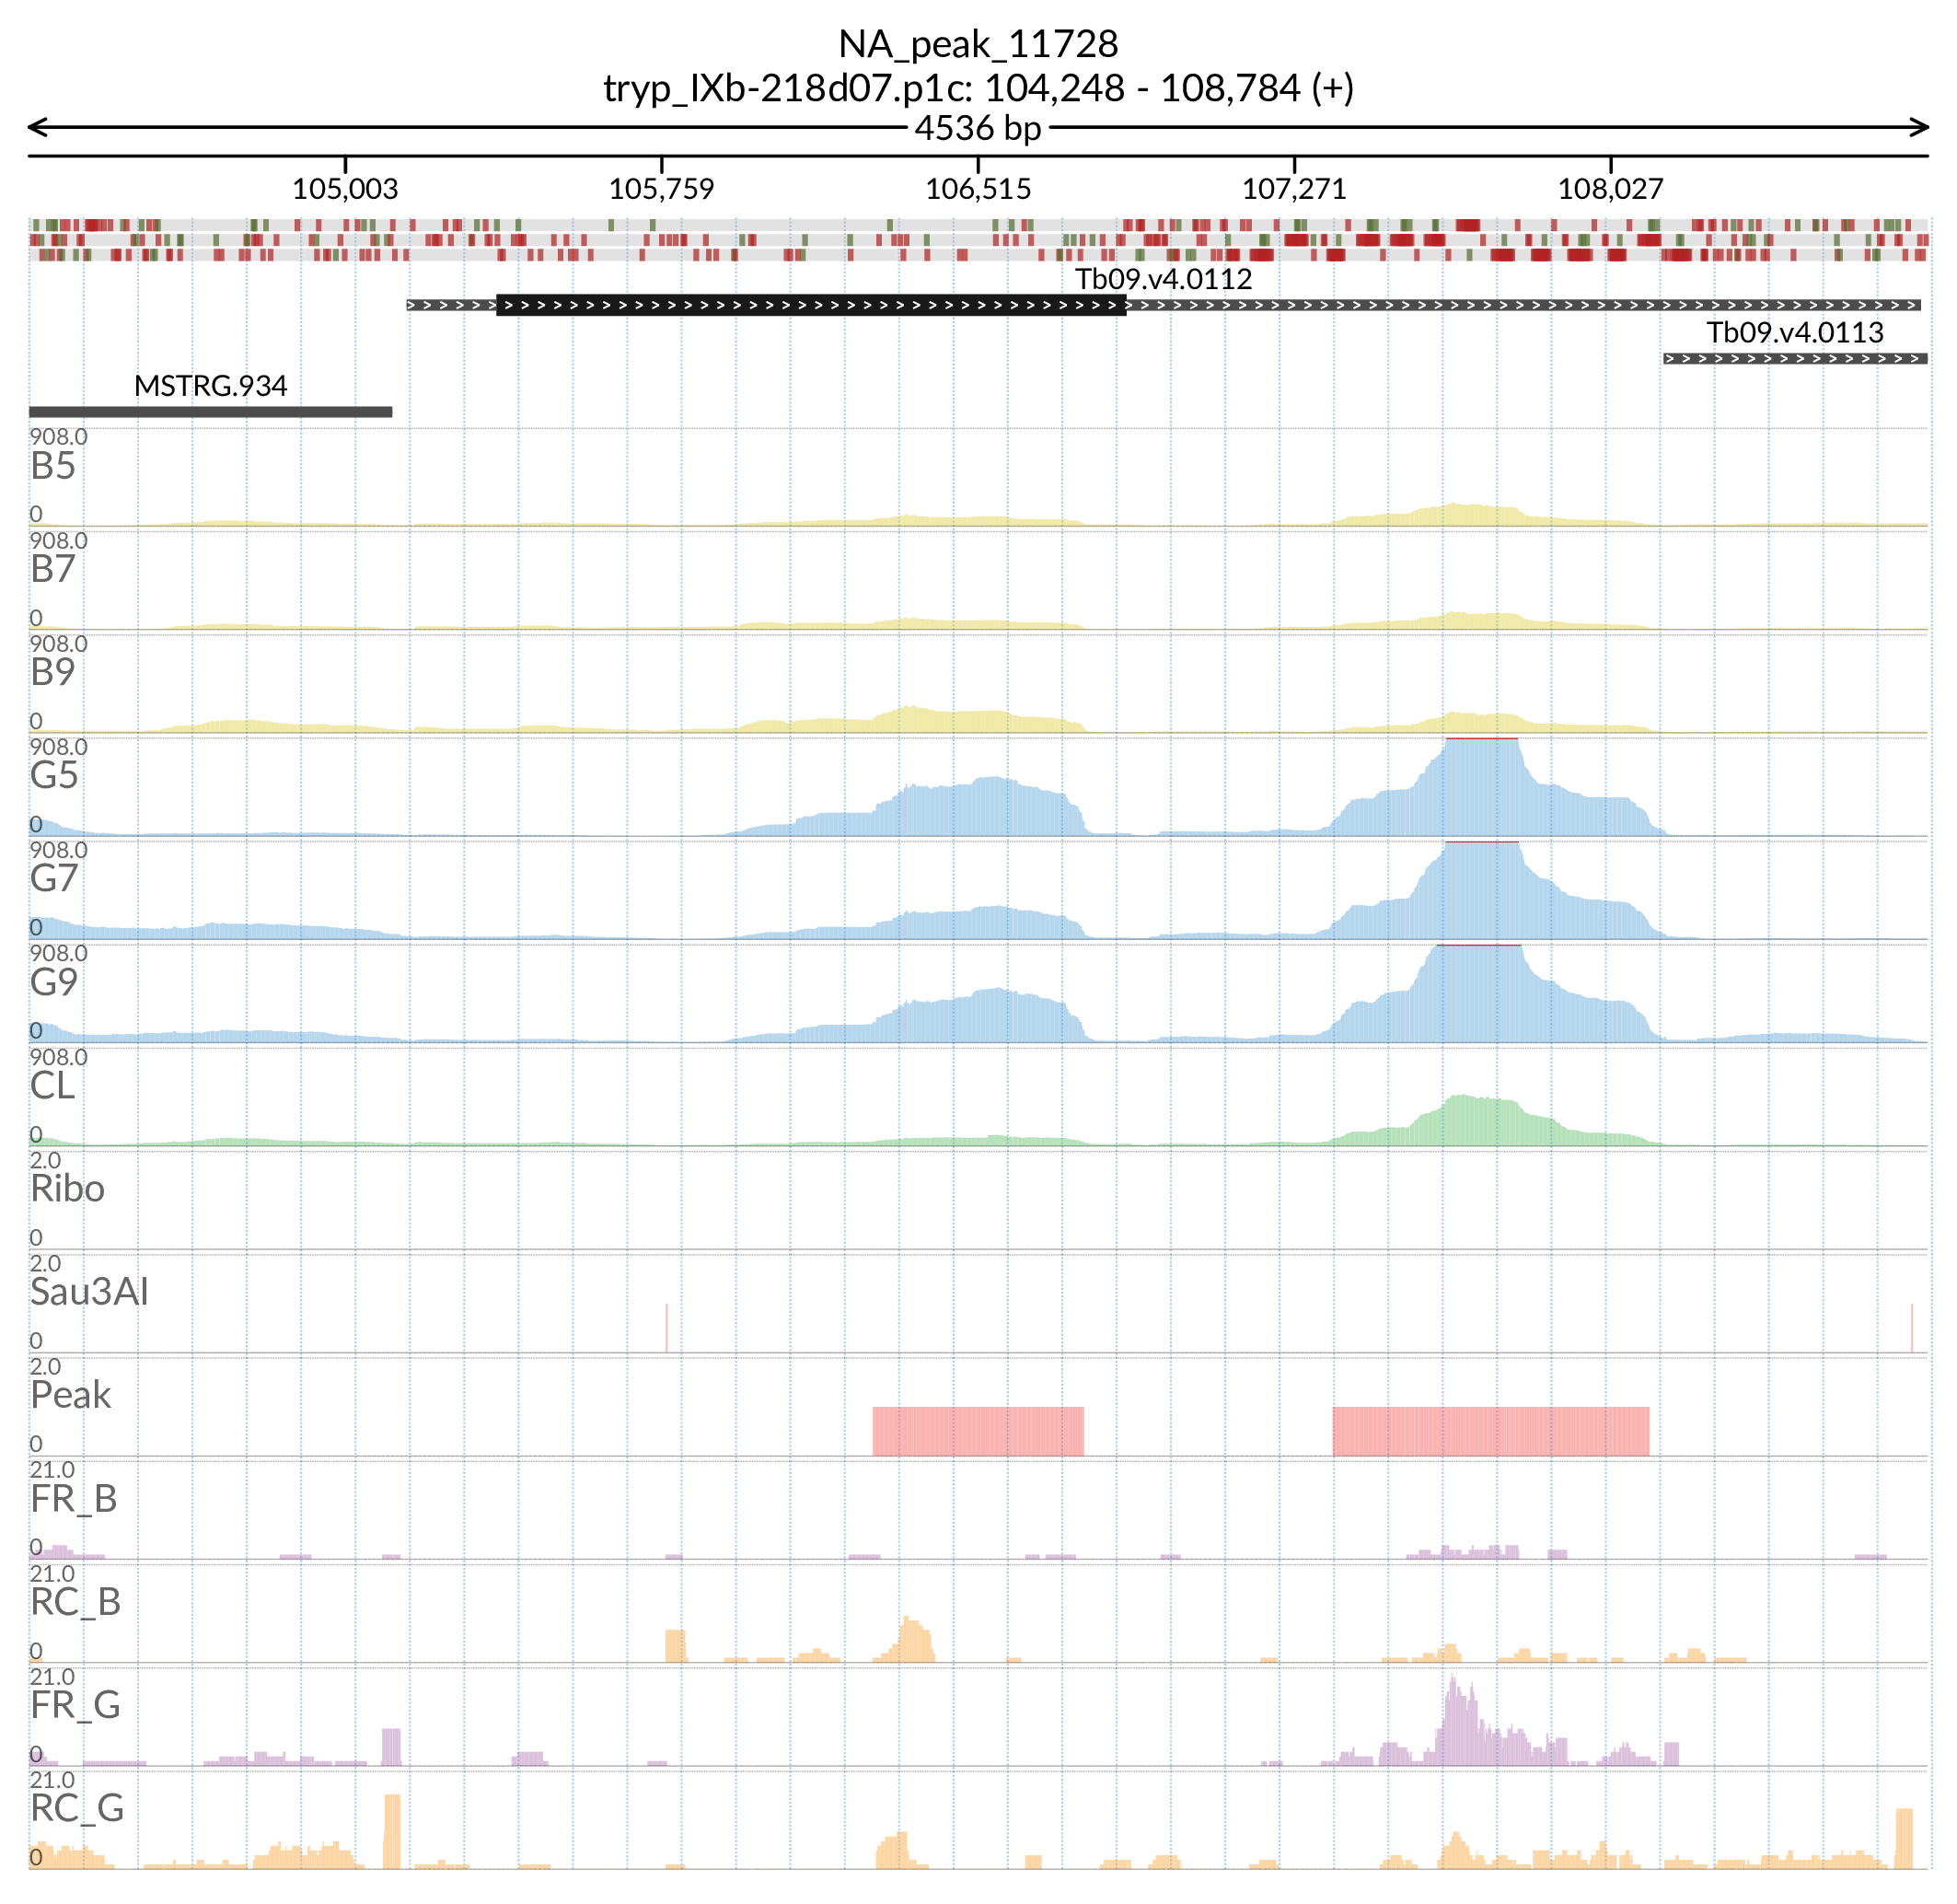 NA_peak_11728
tryp_IXb-218d07.p1c: 104,248 - 108,784 (+)
4536 bp
105,003 105,759 106,515 107,271 108,027
Tb09.v4.0112
Tb09.v4.0113
MSTRG.934
908.0
B5
0
908.0
B7
0
908.0
B9
0
908.0
G5
0
908.0
G7
0
908.0
G9
0
908.0
CL
0
2.0
Ribo
0
2.0
Sau3AI
0
2.0
Peak
0
21.0
FR_B
0
21.0
RC_B
0
21.0
FR_G
0
21.0
RC_G
0